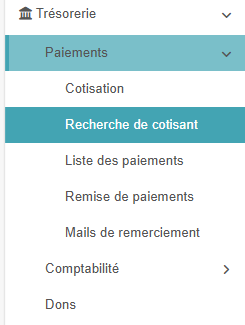 Trésorerie
Paiements
Cotisation
Recherche de cotisant
Liste des paiements
Remise de paiements
Mails de remerciement
Comptabilité
Dons